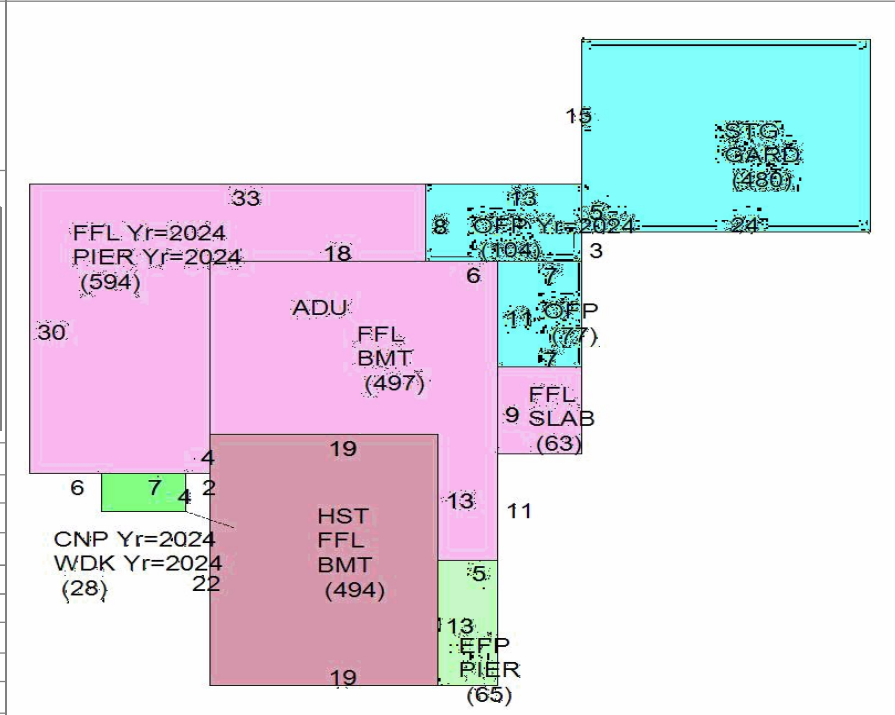 15
STG
GARD
(480)
33
13
5
8
OFP Yr=2024
24
(104)
3
FFL Yr=2024
PIER Yr=2024
(594)
18
6
7
ADU
11
OFP
(77)
30
FFL
BMT
(497)
7
FFL
9
SLAB
(63)
4
19
6
7
4
2
13
11
CNP Yr=2024
WDK Yr=2024
(28)
22
HST
FFL
BMT
(494)
5
13
EFP
PIER
(65)
19